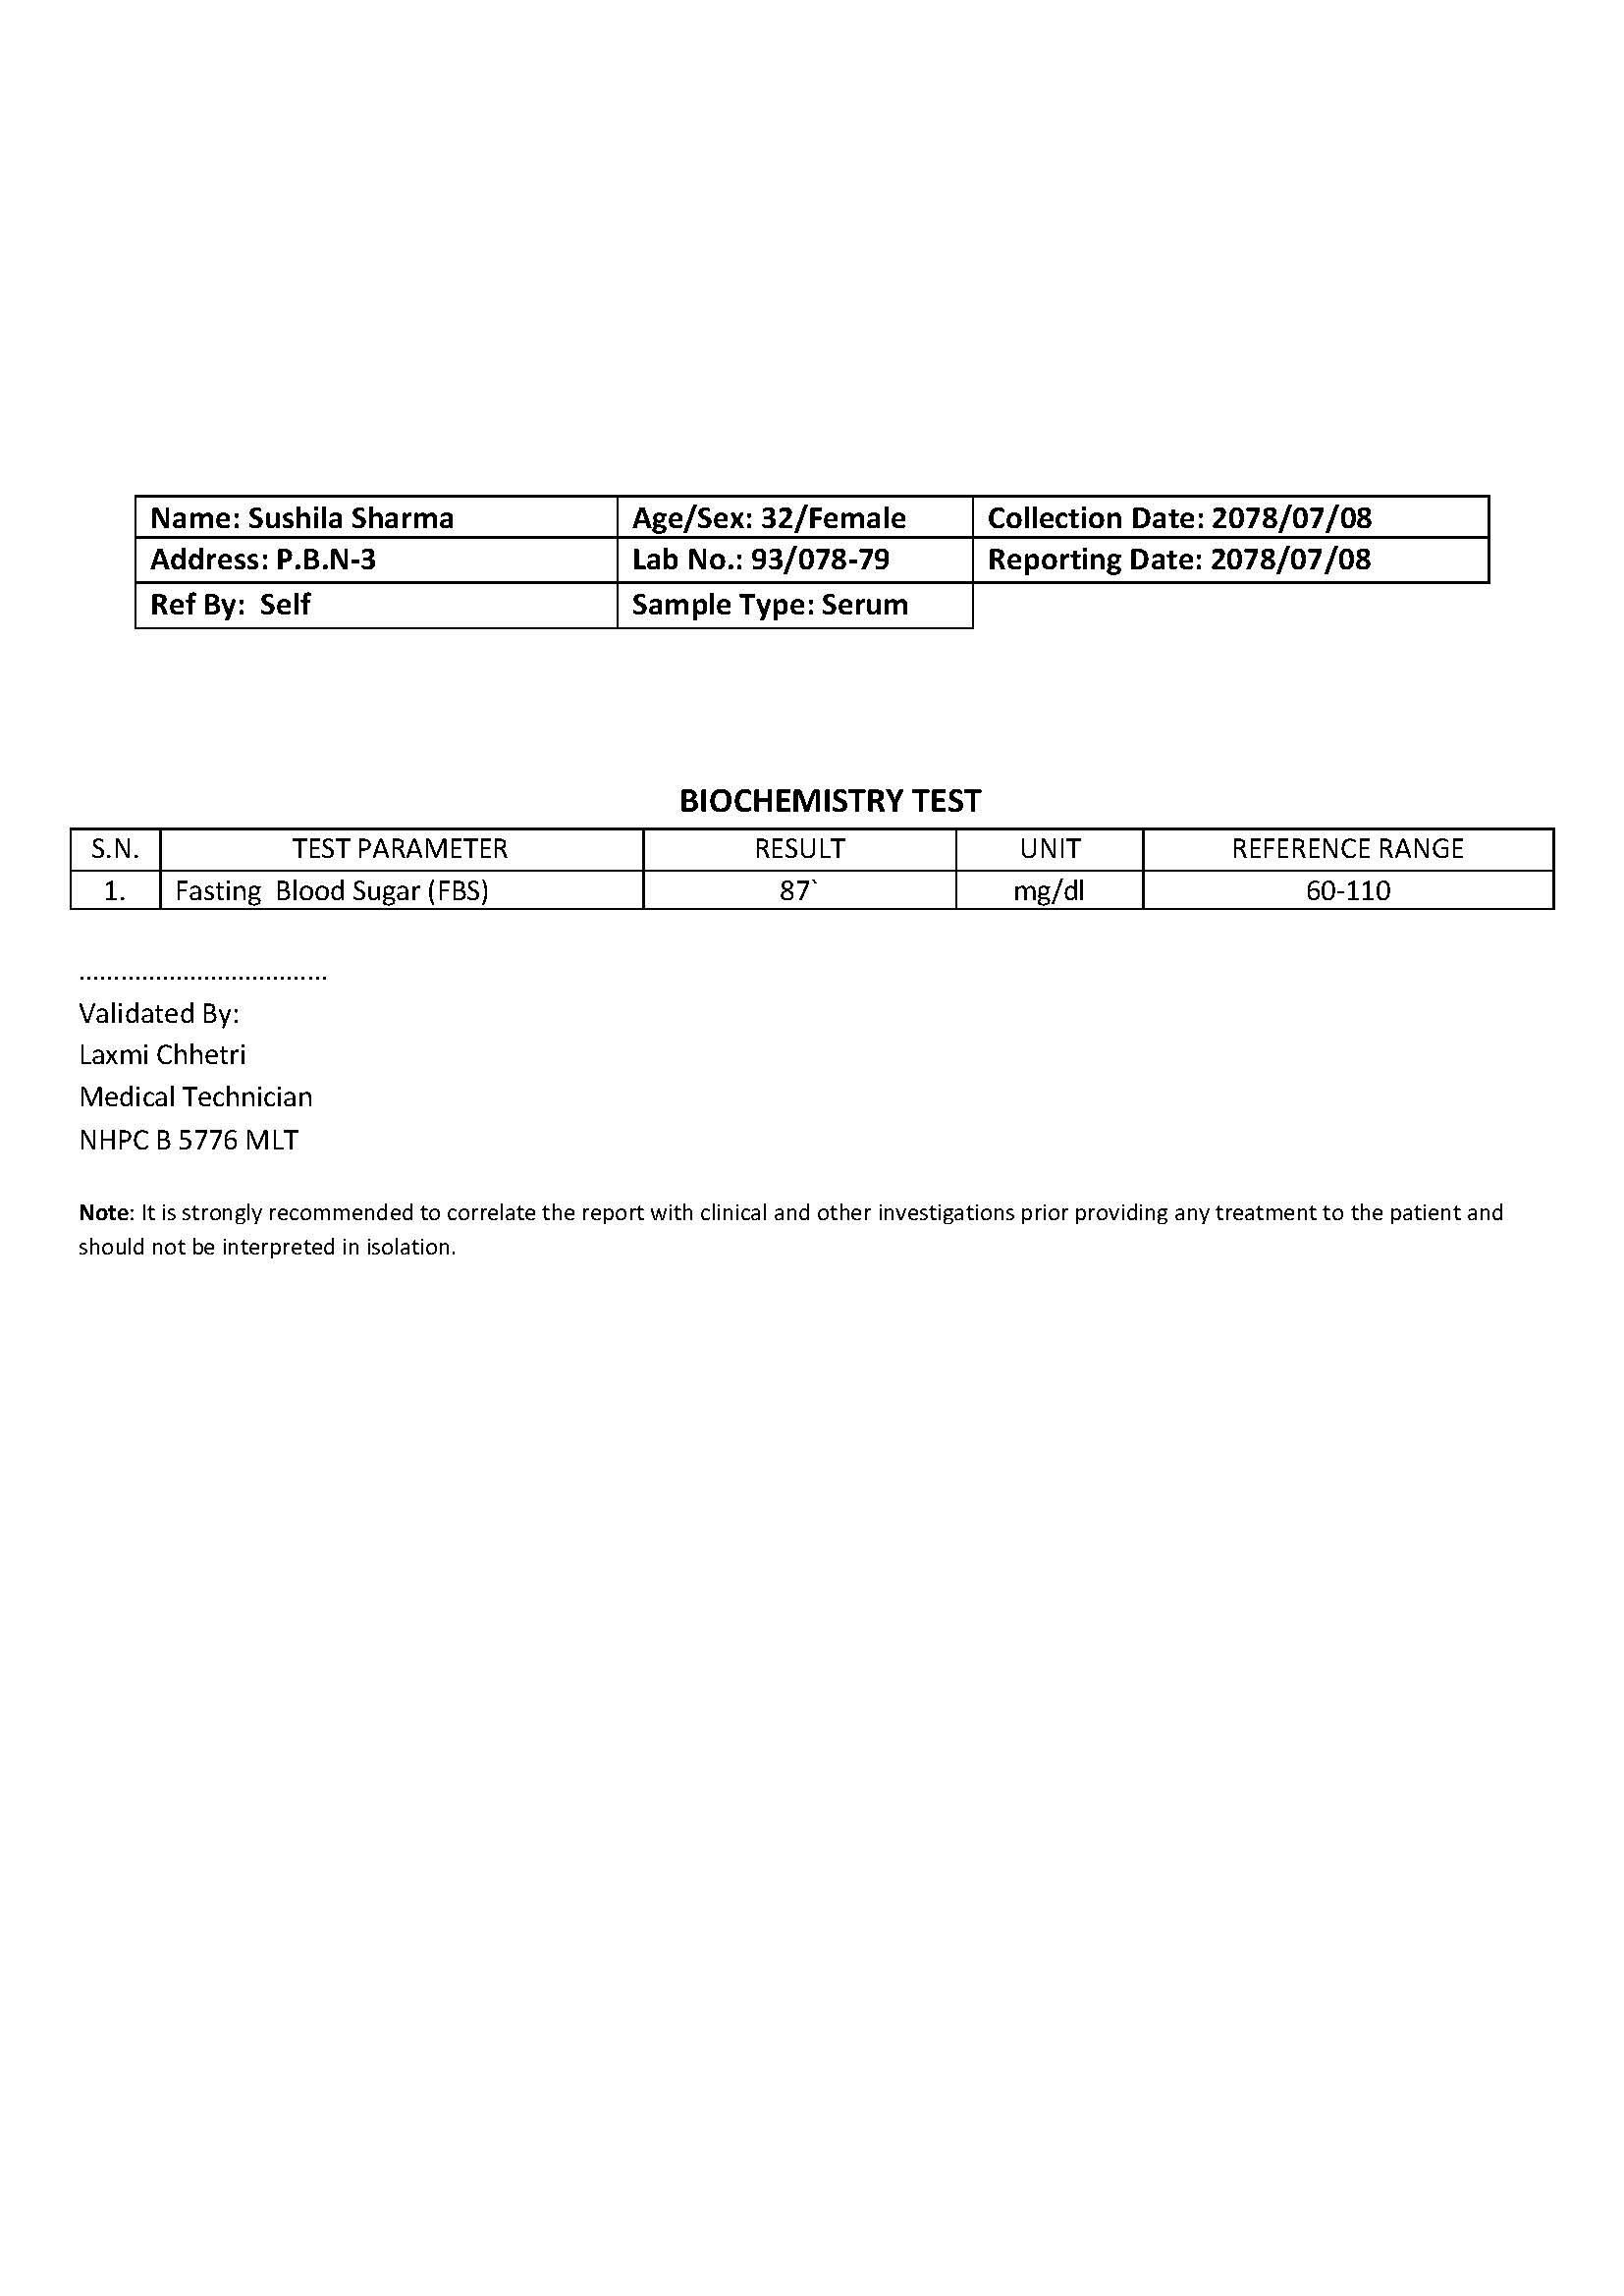 Name: Sushila Sharma Age/Sex: 32/Female Collection Date: 2078/07/08
Address: P.B.N-3 Lab No.: 93/078-79 Reporting Date: 2078/07/08
Ref By:  Self Sample Type: Serum
BIOCHEMISTRY TEST
S.N. TEST PARAMETER RESULT UNIT REFERENCE RANGE
1. Fasting  Blood Sugar (FBS) 87` mg/dl 60-110
....................................
Validated By:
Laxmi Chhetri
Medical Technician
NHPC B 5776 MLT
Note: It is strongly recommended to correlate the report with clinical and other investigations prior providing any treatment to the patient and
should not be interpreted in isolation.